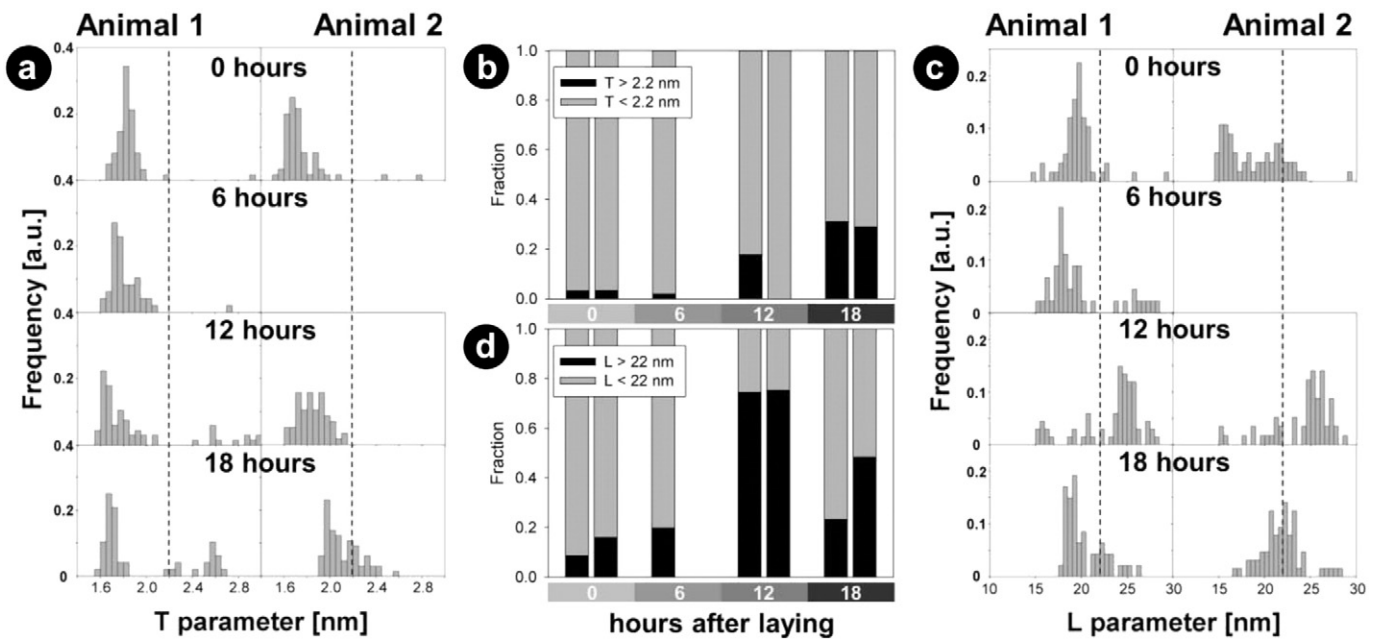 a
Animal 1
Animal 2
0.4
0.2
0.4
0.2
0.4
0.2
0.4
0.2
0
0 hours
6 hours
12 hours
18 hours
Frequency [a.u.]
1.6 2.0 2.4 2.8 1.6 2.0 2.4 2.8
T parameter [nm]
b
1.0
0.8
0.6
0.4
0.2
0.0
Fraction
T > 2.2 nm
T < 2.2 nm
0 6 12 18
d
1.0
0.8
0.6
0.4
0.2
0.0
Fraction
L > 22 nm
L < 22 nm
0 6 12 18
hours after laying
c
Animal 1
Animal 2
0.2
0.1
0
0.2
0.1
0
0.2
0.1
0
0.2
0.1
0
0 hours
6 hours
12 hours
18 hours
Frequency [a.u.]
10 15 20 25 30 15 20 25 30
L parameter [nm]